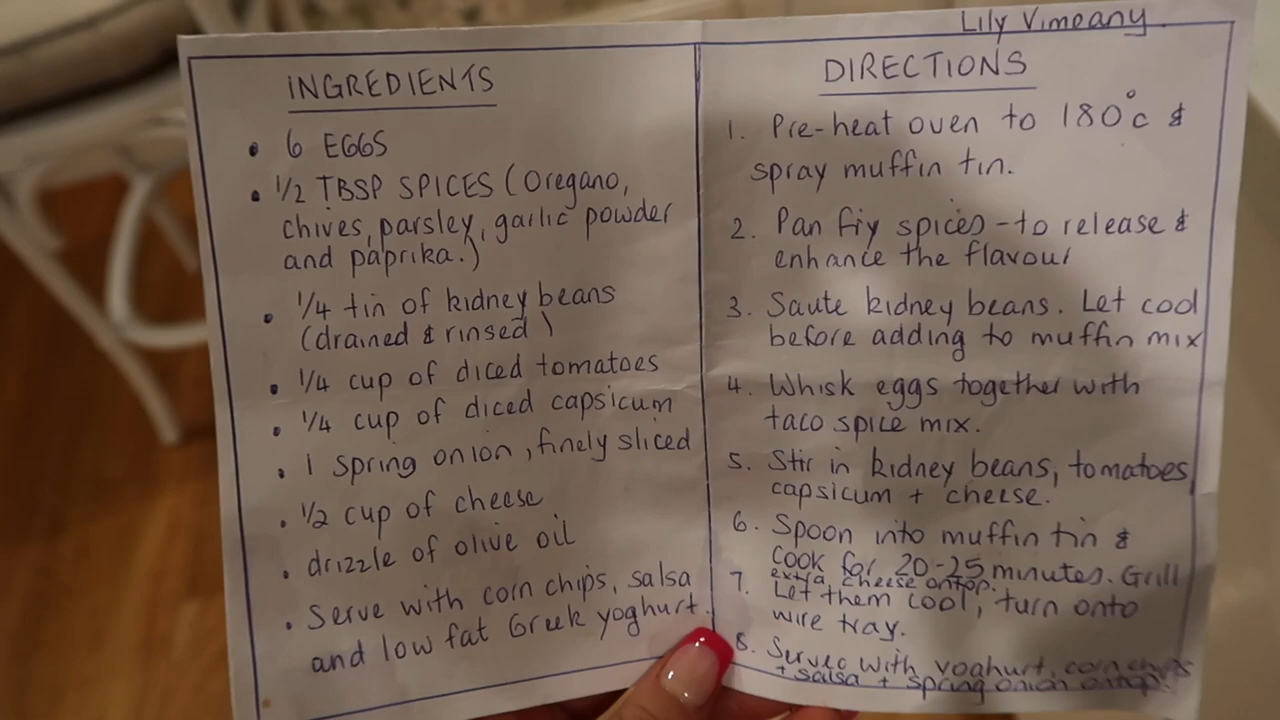 Lily Vimeany
INGREDIENTS
• 6 EGGS
• 1/2 TBSP SPICES (Oregano,
chives, parsley, garlic powder
and paprika.)
• 1/4 tin of kidney beans
(drained & rinsed)
• 1/4 cup of diced tomatoes
• 1/4 cup of diced capsicum
• 1 spring onion, finely sliced
• 1/2 cup of cheese
• drizzle of olive oil
• Serve with corn chips, salsa
and low fat Greek yoghurt.
DIRECTIONS
1. Pre-heat oven to 180°c &
spray muffin tin.
2. Pan fry spices - to release &
enhance the flavour
3. Saute kidney beans. Let cool
before adding to muffin mix
4. Whisk eggs together with
taco spice mix.
5. Stir in kidney beans, tomatoes,
capsicum + cheese.
6. Spoon into muffin tin &
cook for 20-25 minutes. Grill
extra cheese ontop.
7. Let them cool, turn onto
wire tray.
8. Serves with yoghurt, corn chips
+ salsa + spring onion ontop.